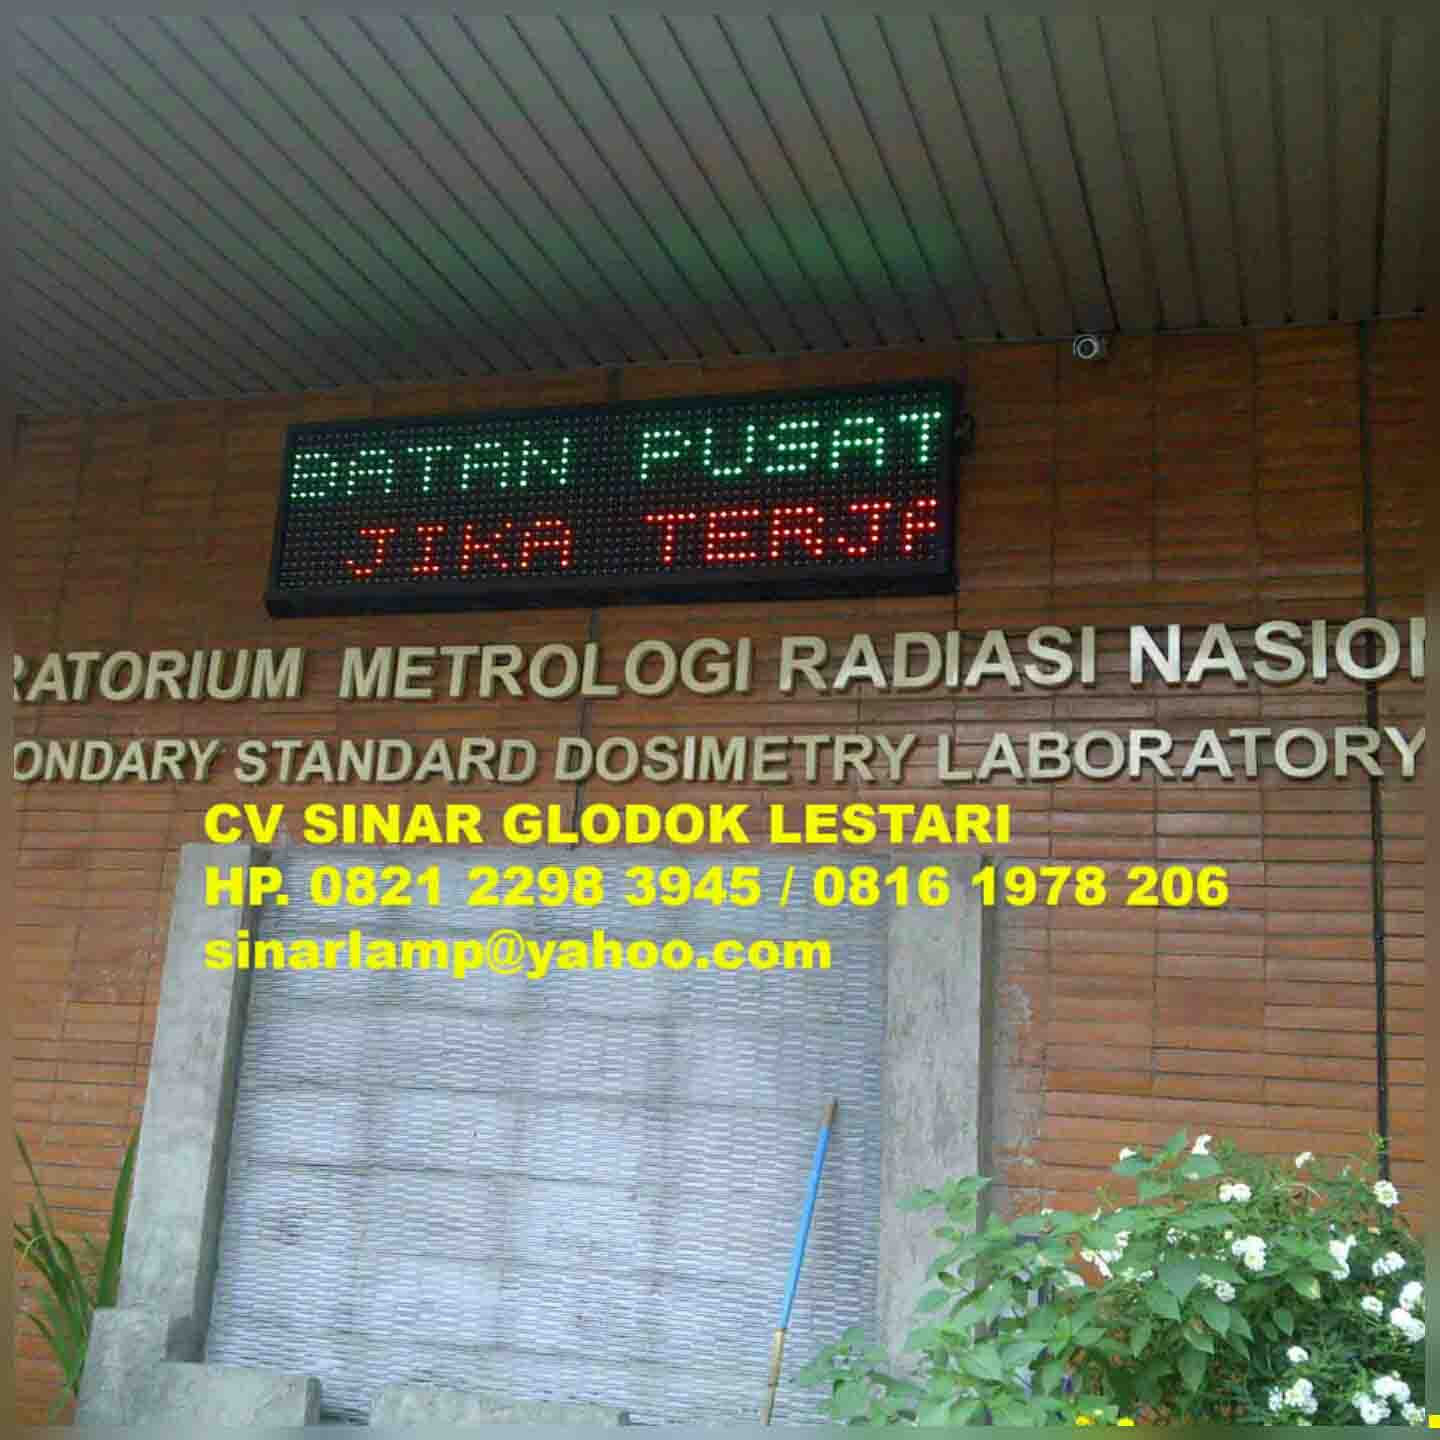 BATAN PUSAT
JIKA TERJA
RATORIUM METROLOGI RADIASI NASION
ONDARY STANDARD DOSIMETRY LABORATORY
CV SINAR GLODOK LESTARI
HP. 0821 2298 3945 / 0816 1978 206
sinarlamp@yahoo.com